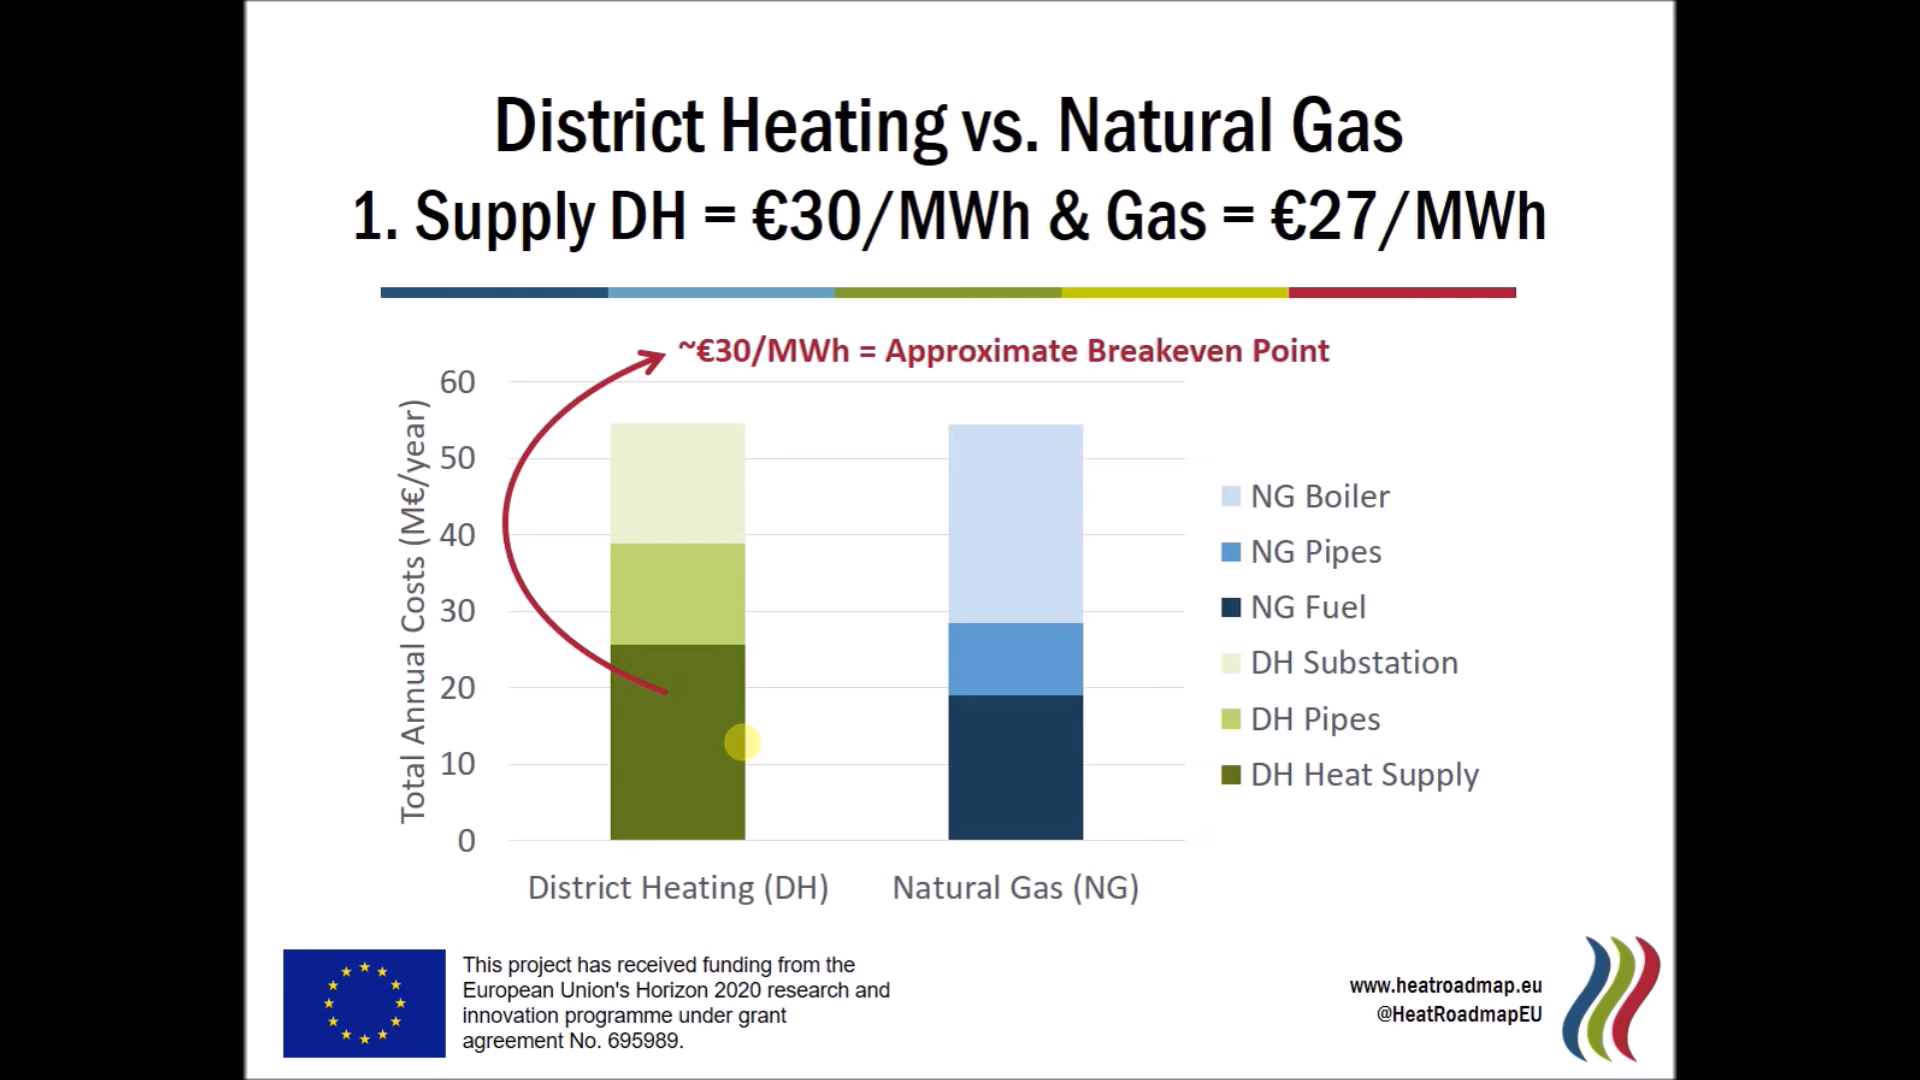 District Heating vs. Natural Gas
1. Supply DH = €30/MWh & Gas = €27/MWh
~€30/MWh = Approximate Breakeven Point
Total Annual Costs (M€/year)
60
50
40
30
20
10
0
District Heating (DH)
Natural Gas (NG)
NG Boiler
NG Pipes
NG Fuel
DH Substation
DH Pipes
DH Heat Supply
This project has received funding from the
European Union's Horizon 2020 research and
innovation programme under grant
agreement No. 695989.
www.heatroadmap.eu
@HeatRoadmapEU